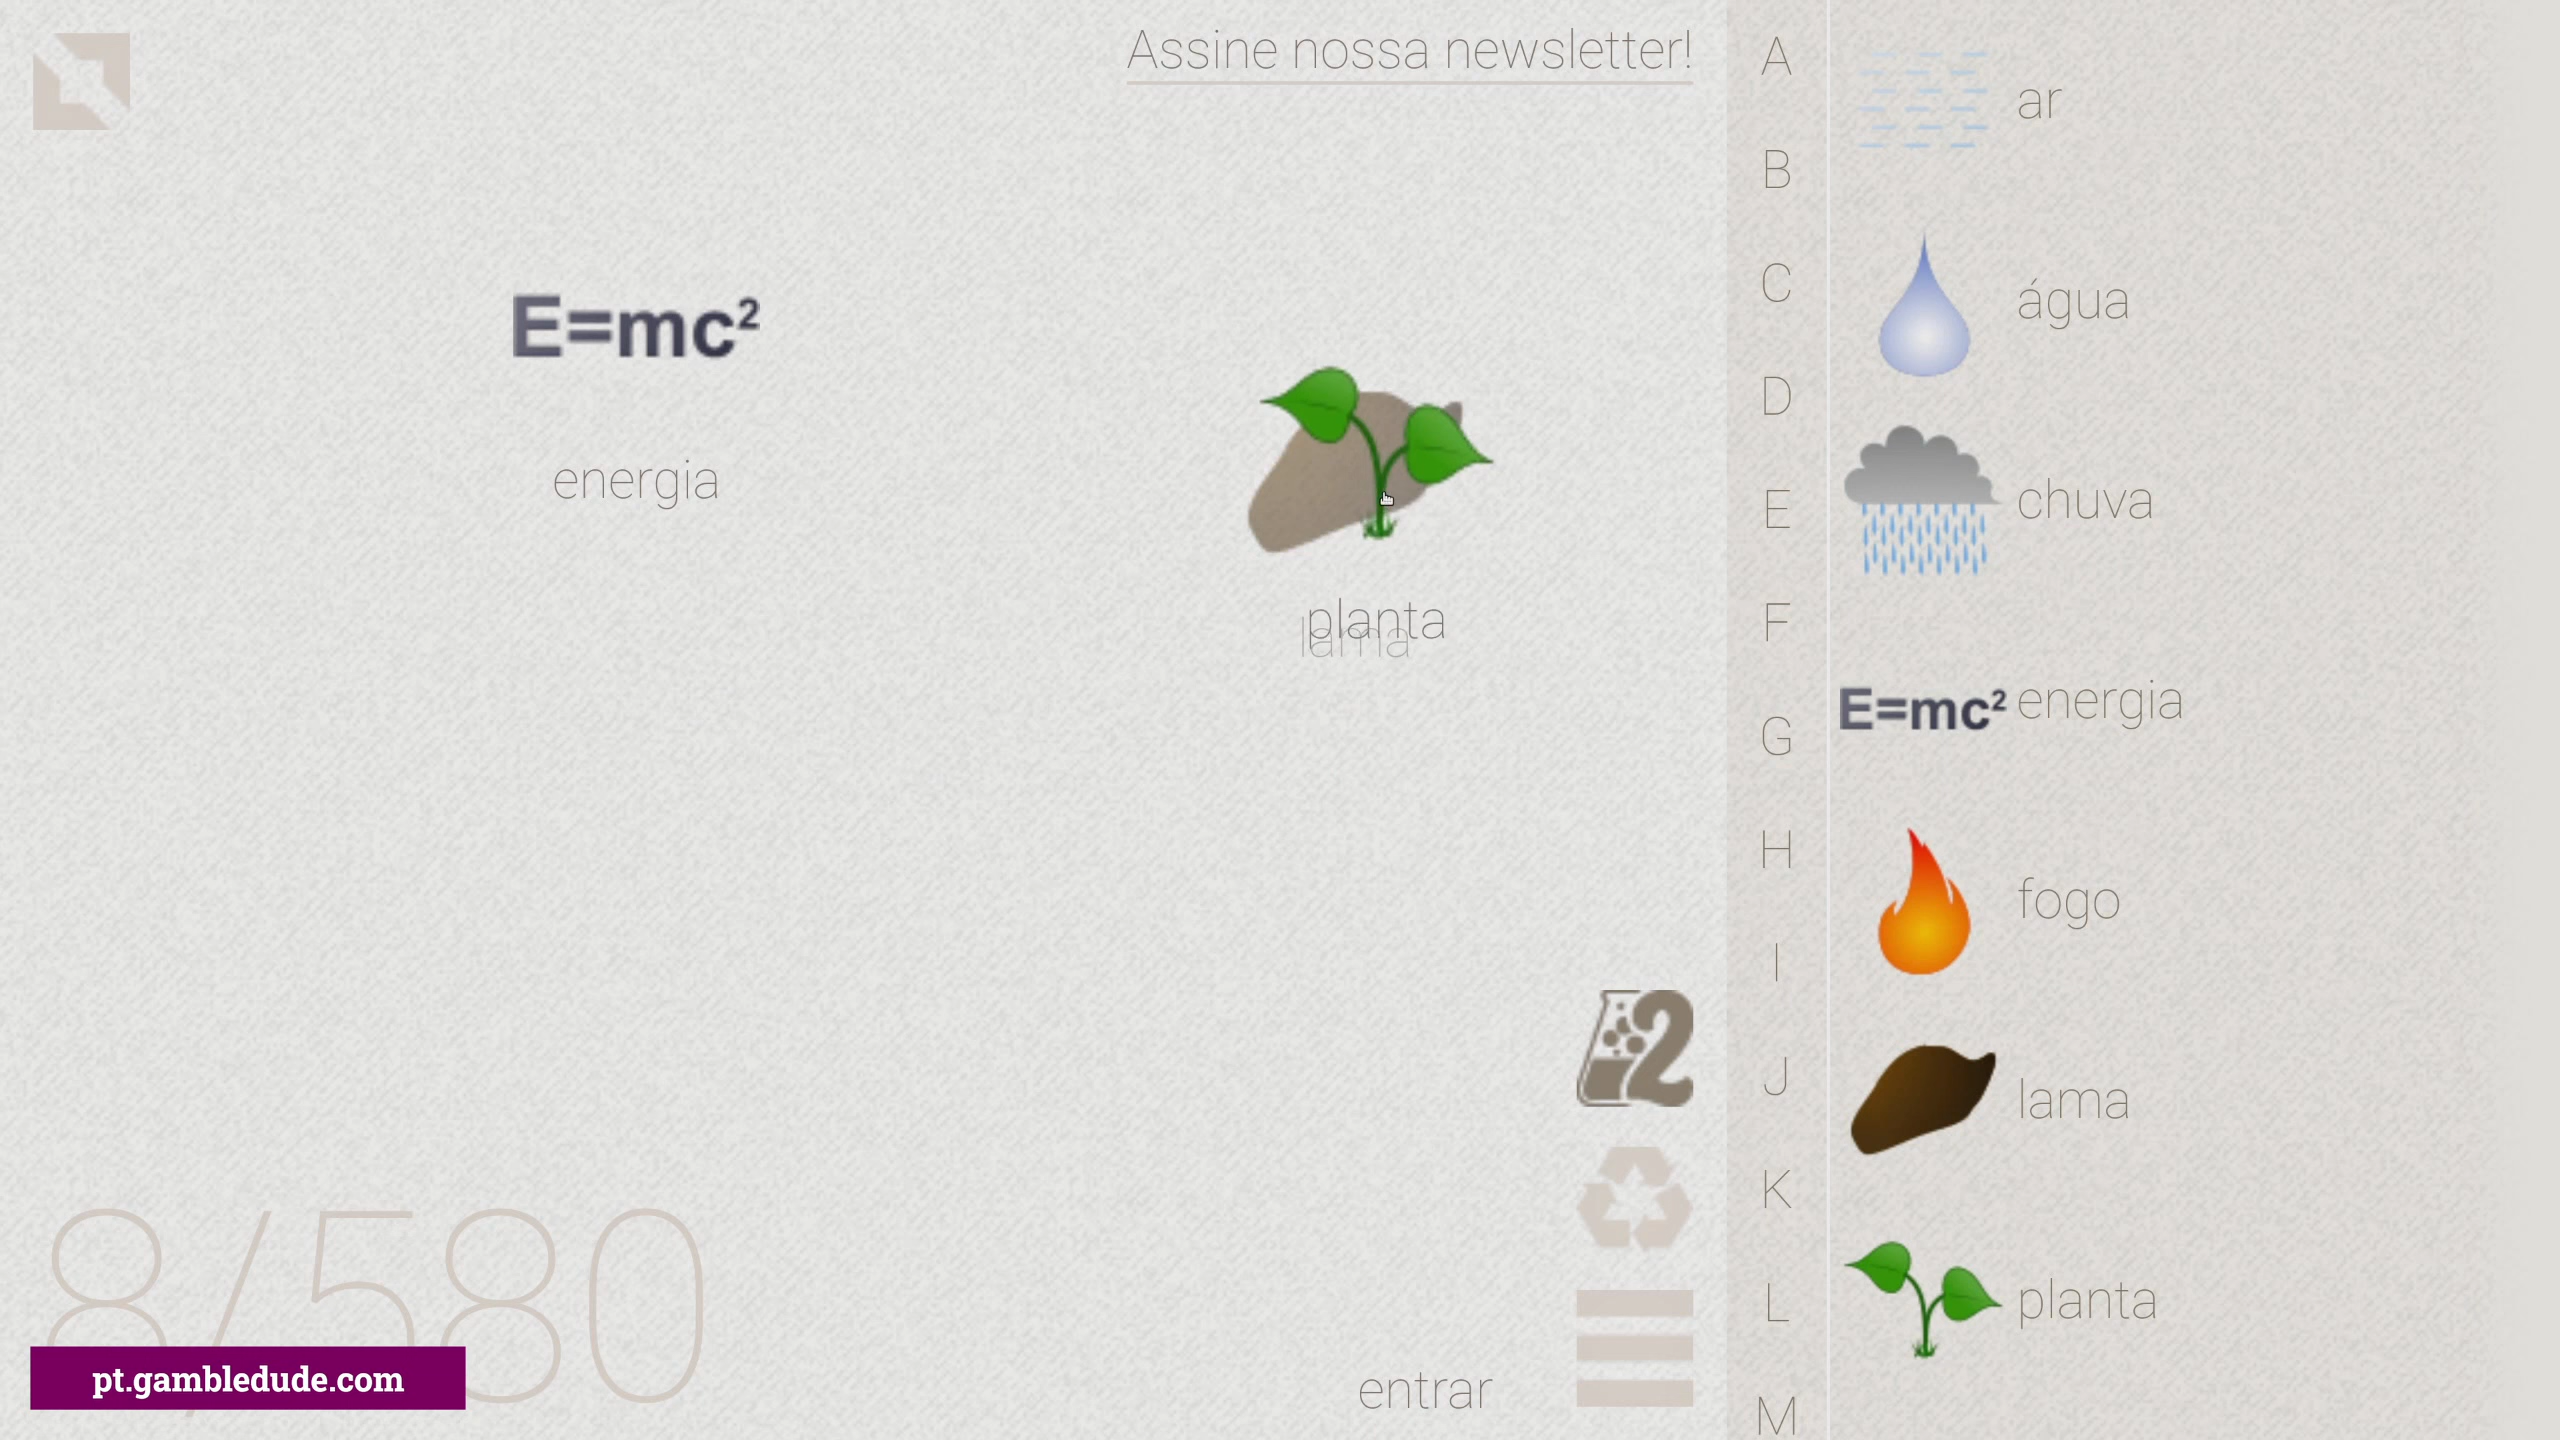 Assine nossa newsletter!
E=mc²
energia
planta
lama
8/580
pt.gambledude.com
entrar
2
A
B
C
D
E
F
G
H
I
J
K
L
M
ar
água
chuva
E=mc² energia
fogo
lama
planta